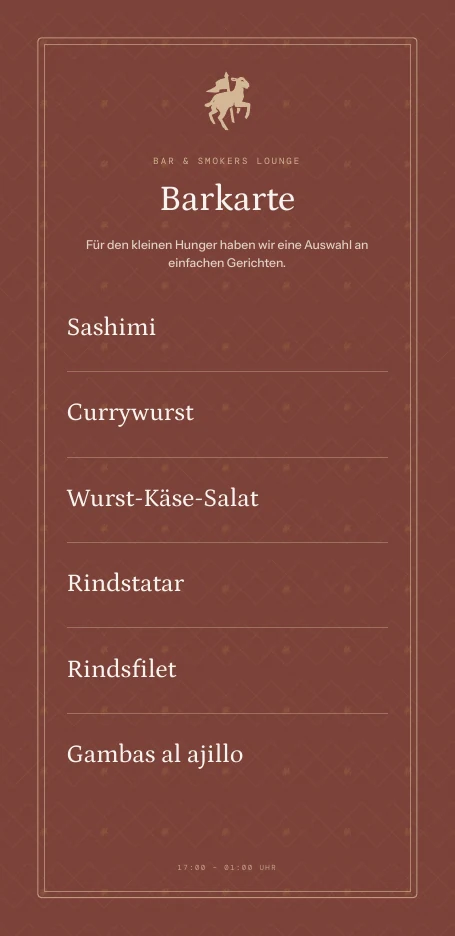 BAR & SMOKERS LOUNGE
Barkarte
Für den kleinen Hunger haben wir eine Auswahl an
einfachen Gerichten.
Sashimi
Currywurst
Wurst-Käse-Salat
Rindstatar
Rindsfilet
Gambas al ajillo
17:00 – 01:00 UHR